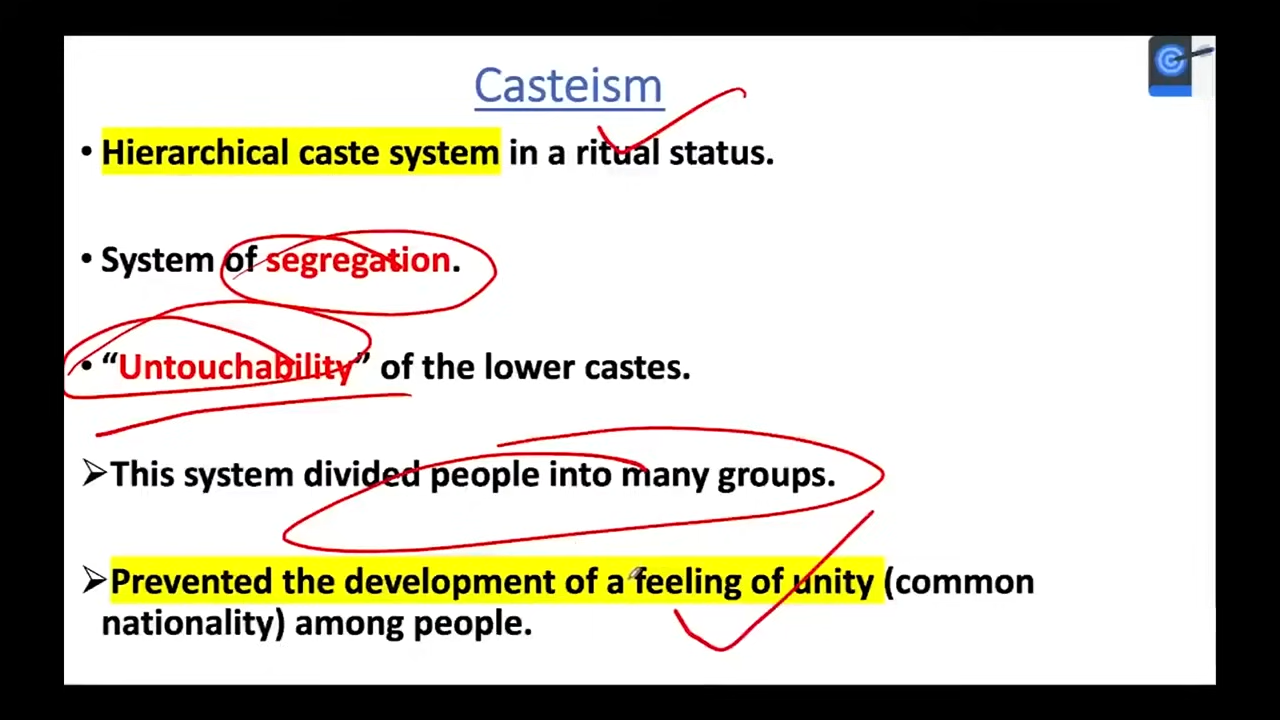 Casteism
• Hierarchical caste system in a ritual status.
• System of segregation.
• “Untouchability” of the lower castes.
➢This system divided people into many groups.
➢Prevented the development of a feeling of unity (common
nationality) among people.